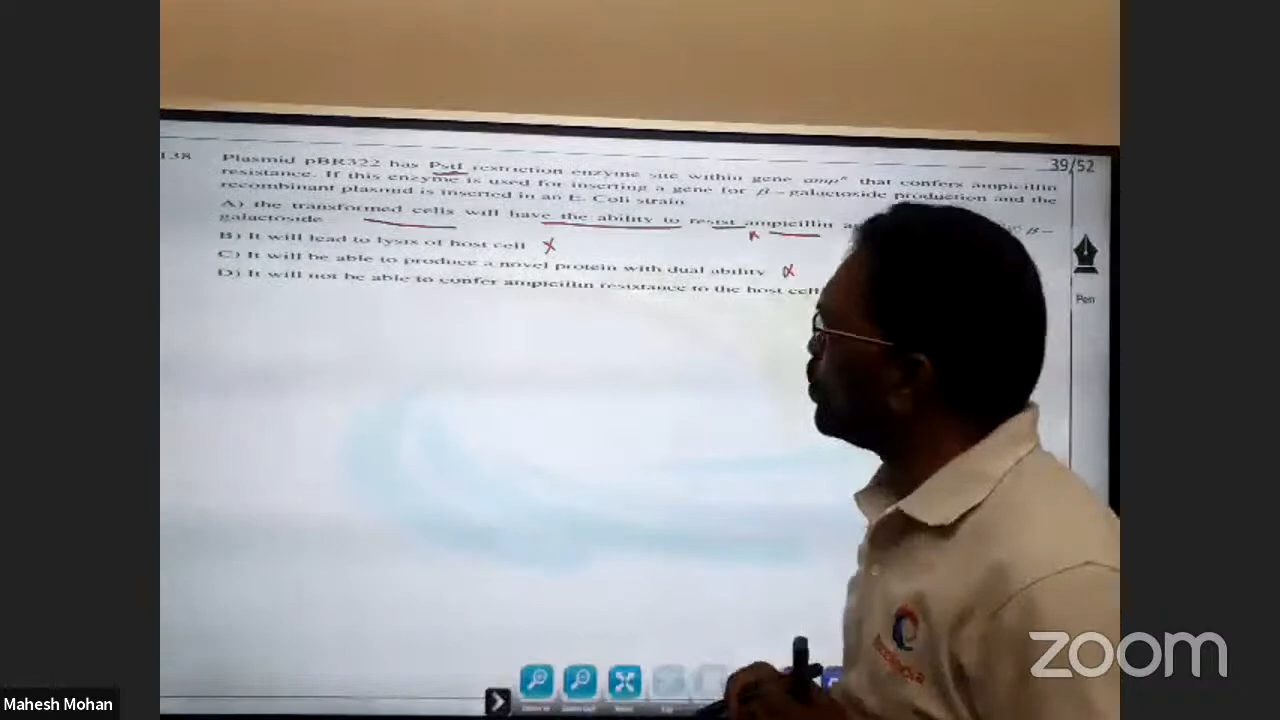 39/52
138 Plasmid pBR322 has PstI restriction enzyme site within gene ampᴿ that confers ampicillin
resistance. If this enzyme is used for inserting a gene for β – galactoside production and the
recombinant plasmid is inserted in an E. Coli strain
A) the transformed cells will have the ability to resist ampicillin β –
galactoside
B) It will lead to lysis of host cell
C) It will be able to produce a novel protein with dual ability
D) It will not be able to confer ampicillin resistance to the host cell
Pen
zoom
Mahesh Mohan